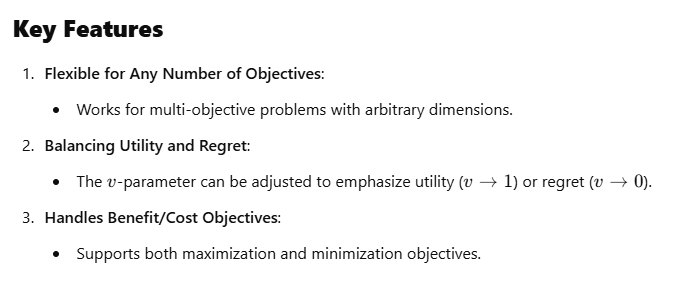 Key Features
1. Flexible for Any Number of Objectives:
• Works for multi-objective problems with arbitrary dimensions.
2. Balancing Utility and Regret:
• The v-parameter can be adjusted to emphasize utility (v → 1) or regret (v → 0).
3. Handles Benefit/Cost Objectives:
• Supports both maximization and minimization objectives.